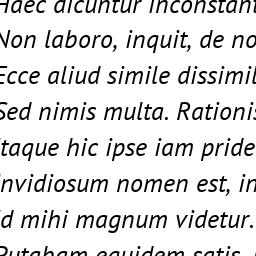 Haec dicuntur inconstant
Non laboro, inquit, de no
Ecce aliud simile dissimil
Sed nimis multa. Rationis
Itaque hic ipse iam pride
Invidiosum nomen est, in
Id mihi magnum videtur.
Putabam equidem satis,